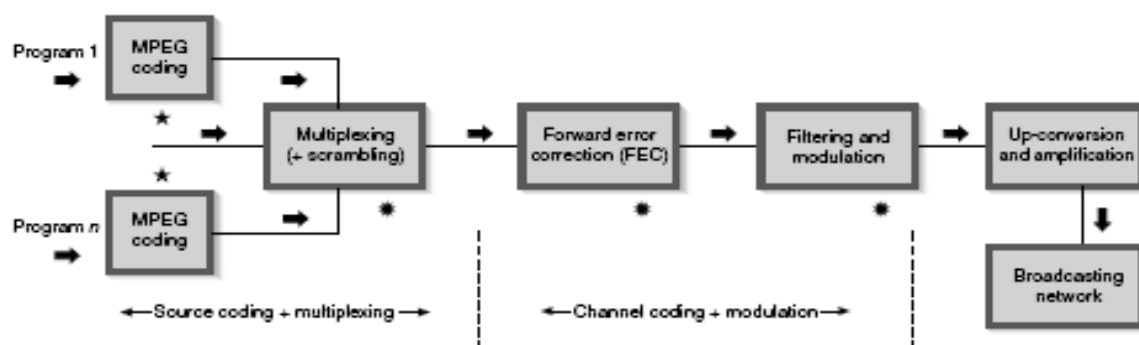 Program 1
MPEG
coding
Multiplexing
(+ scrambling)
Forward error
correction (FEC)
Filtering and
modulation
Up-conversion
and amplification
Program n
MPEG
coding
Broadcasting
network
Source coding + multiplexing
Channel coding + modulation